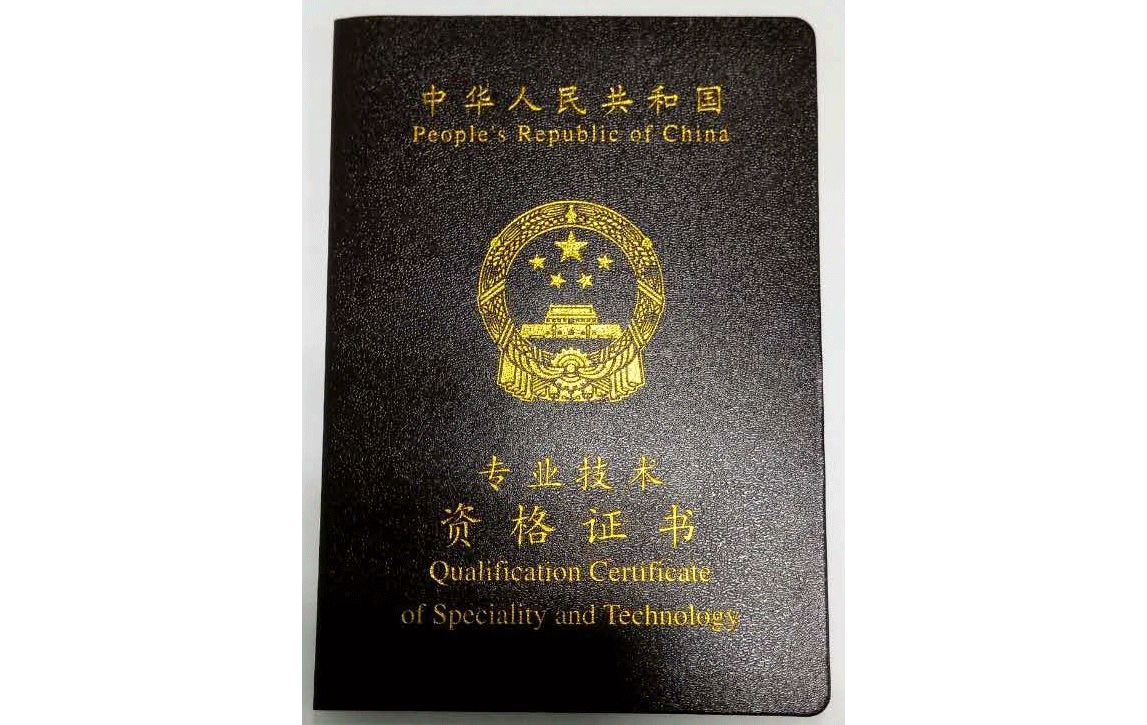 中华人民共和国
People's Republic of China
专业技术
资格证书
Qualification Certificate
of Speciality and Technology